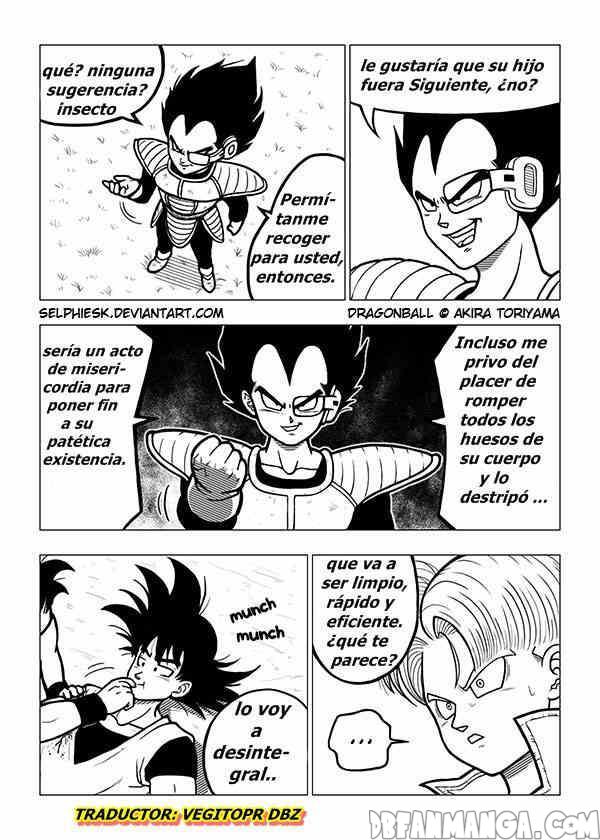 qué? ninguna
sugerencia?
insecto
Permí-
tanme
recoger
para usted,
entonces.
le gustaría que su hijo
fuera Siguiente, ¿no?
SELPHIESK.DEVIANTART.COM
DRAGONBALL © AKIRA TORIYAMA
sería un acto
de miseri-
cordia para
poner fin
a su
patética
existencia.
Incluso me
privo del
placer de
romper
todos los
huesos de
su cuerpo
y lo
destripó ...
munch
munch
lo voy
a
desinte-
gral..
que va a
ser limpio,
rápido y
eficiente.
¿qué te
parece?
...
TRADUCTOR: VEGITOPR DBZ
DBFANMANGA.COM